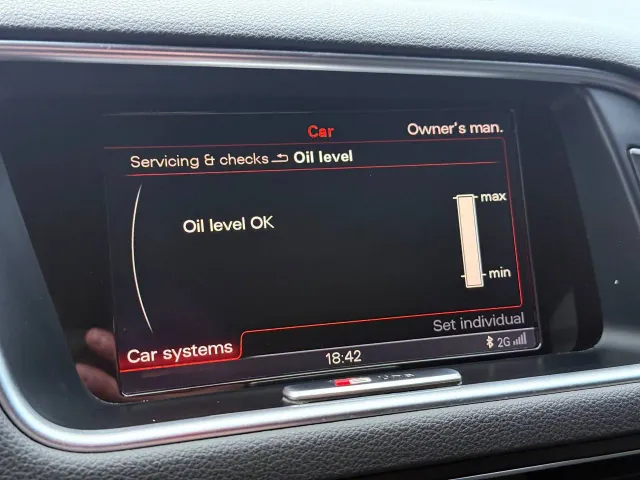 Car
Owner's man.
Servicing & checks Oil level
Oil level OK
max
min
Set individual
Car systems
18:42
2G